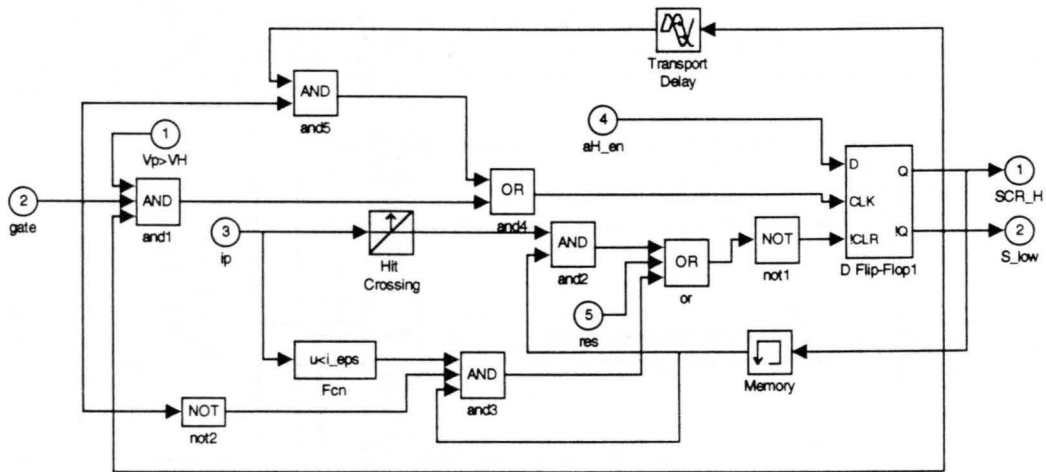 Transport
Delay
AND
and5
4
aH_en
1
Vp>VH
D
Q
1
SCR_H
2
gate
AND
and1
OR
and4
CLK
3
ip
Hit
Crossing
AND
and2
OR
or
NOT
not1
!CLR
!Q
2
S_low
D Flip-Flop1
5
res
u<i_eps
Fcn
AND
and3
Memory
NOT
not2